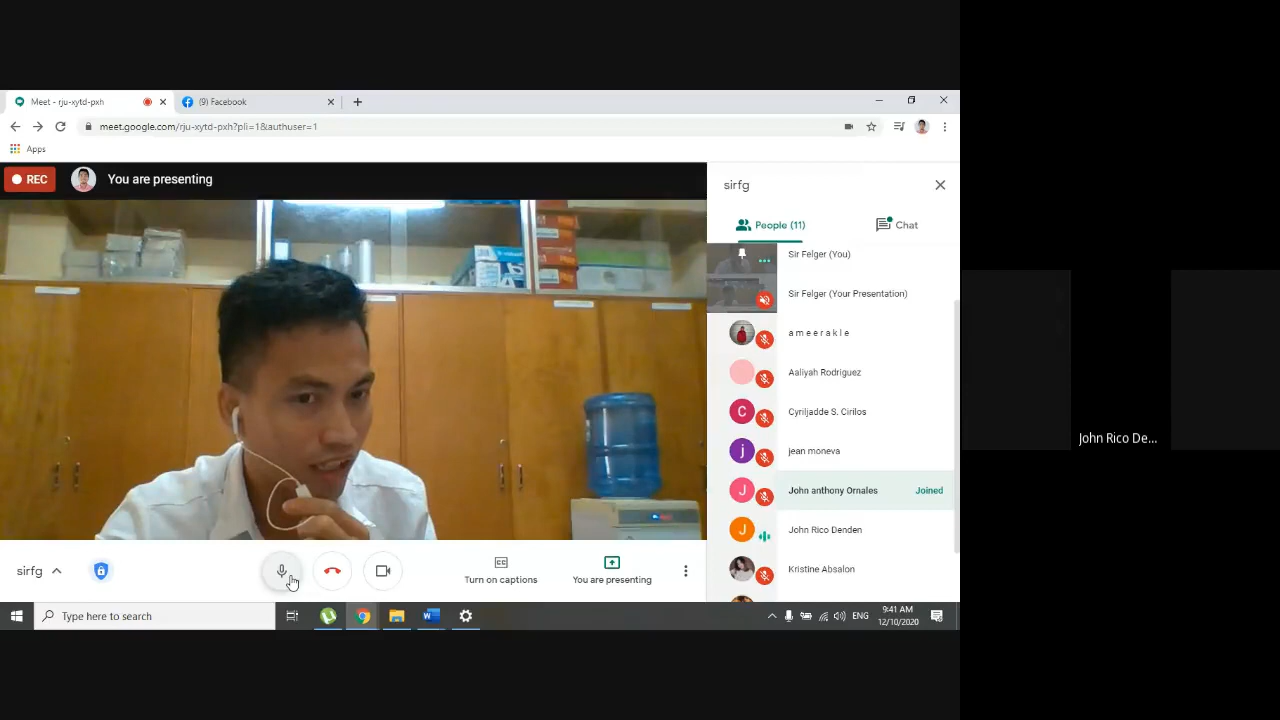 Meet - rju-xytd-pxh
(9) Facebook
meet.google.com/rju-xytd-pxh?pli=1&authuser=1
Apps
REC
You are presenting
sirfg
People (11)
Chat
Sir Felger (You)
Sir Felger (Your Presentation)
a m e e r a k l e
Aaliyah Rodriguez
C
Cyriljadde S. Cirilos
j
jean moneva
J
John anthony Ornales
Joined
J
John Rico Denden
Kristine Absalon
John Rico De...
sirfg
CC
Turn on captions
You are presenting
Type here to search
W
ENG
9:41 AM
12/10/2020